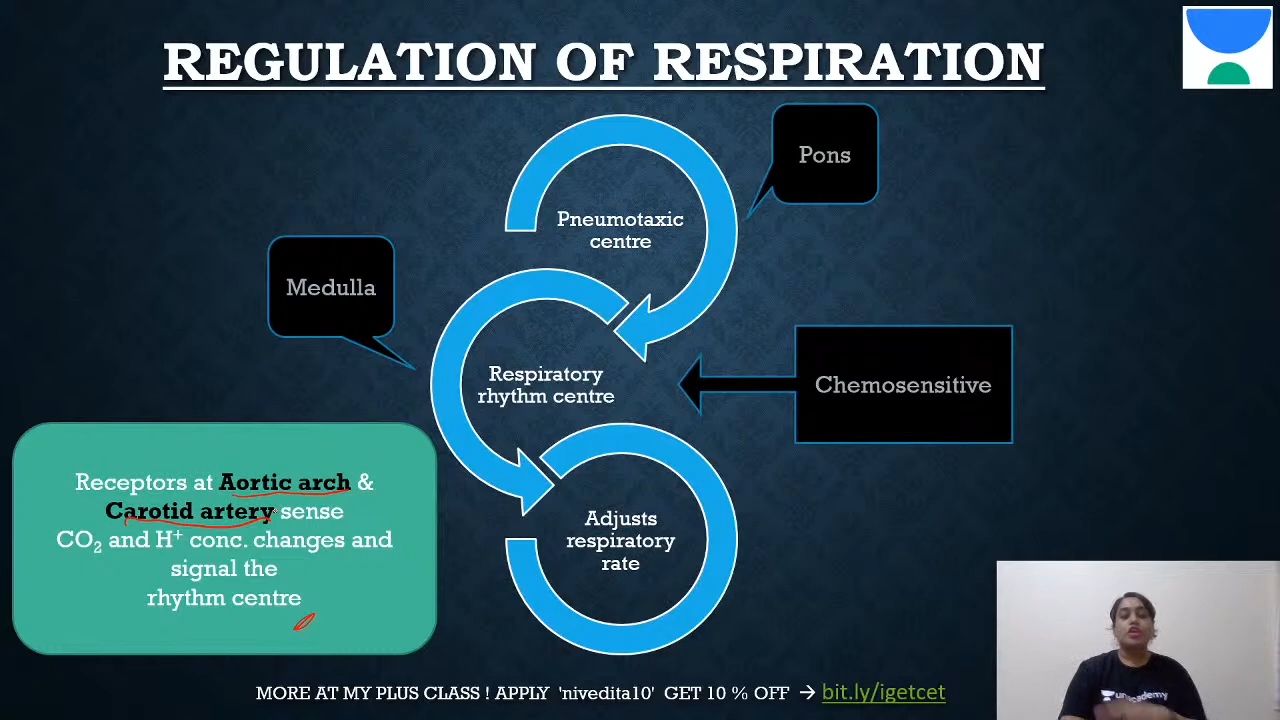 REGULATION OF RESPIRATION
Pons
Pneumotaxic
centre
Medulla
Respiratory
rhythm centre
Chemosensitive
Receptors at Aortic arch &
Carotid artery sense
CO₂ and H⁺ conc. changes and
signal the
rhythm centre
Adjusts
respiratory
rate
MORE AT MY PLUS CLASS ! APPLY 'nivedita10' GET 10 % OFF → bit.ly/igetcet
unacademy